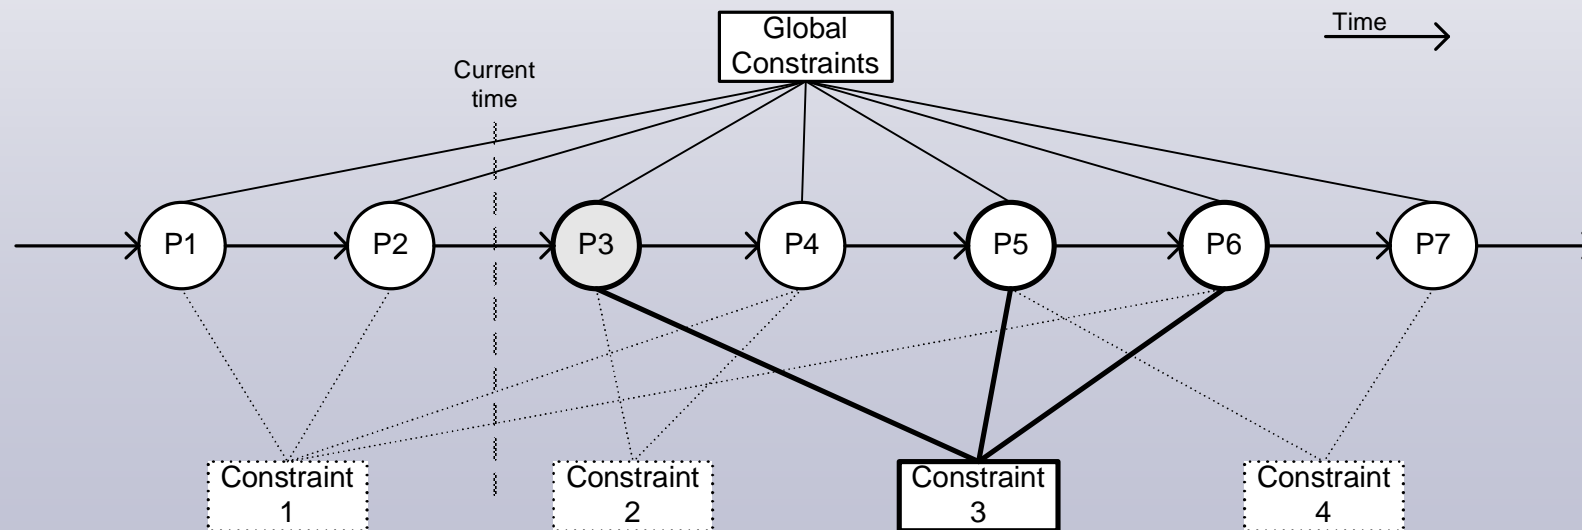 Global
Constraints
Time
Current
time
P1
P2
P3
P4
P5
P6
P7
Constraint
1
Constraint
2
Constraint
3
Constraint
4